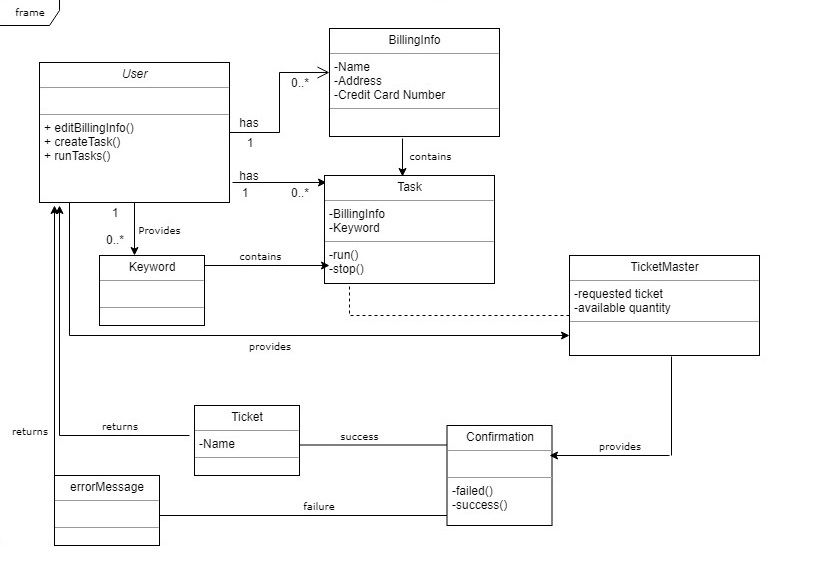 frame
BillingInfo
-Name
-Address
-Credit Card Number
User
+ editBillingInfo()
+ createTask()
+ runTasks()
has
1
0..*
contains
has
1
0..*
Task
-BillingInfo
-Keyword
-run()
-stop()
1
0..*
Provides
Keyword
contains
TicketMaster
-requested ticket
-available quantity
provides
returns
returns
Ticket
-Name
success
Confirmation
-failed()
-success()
provides
errorMessage
failure